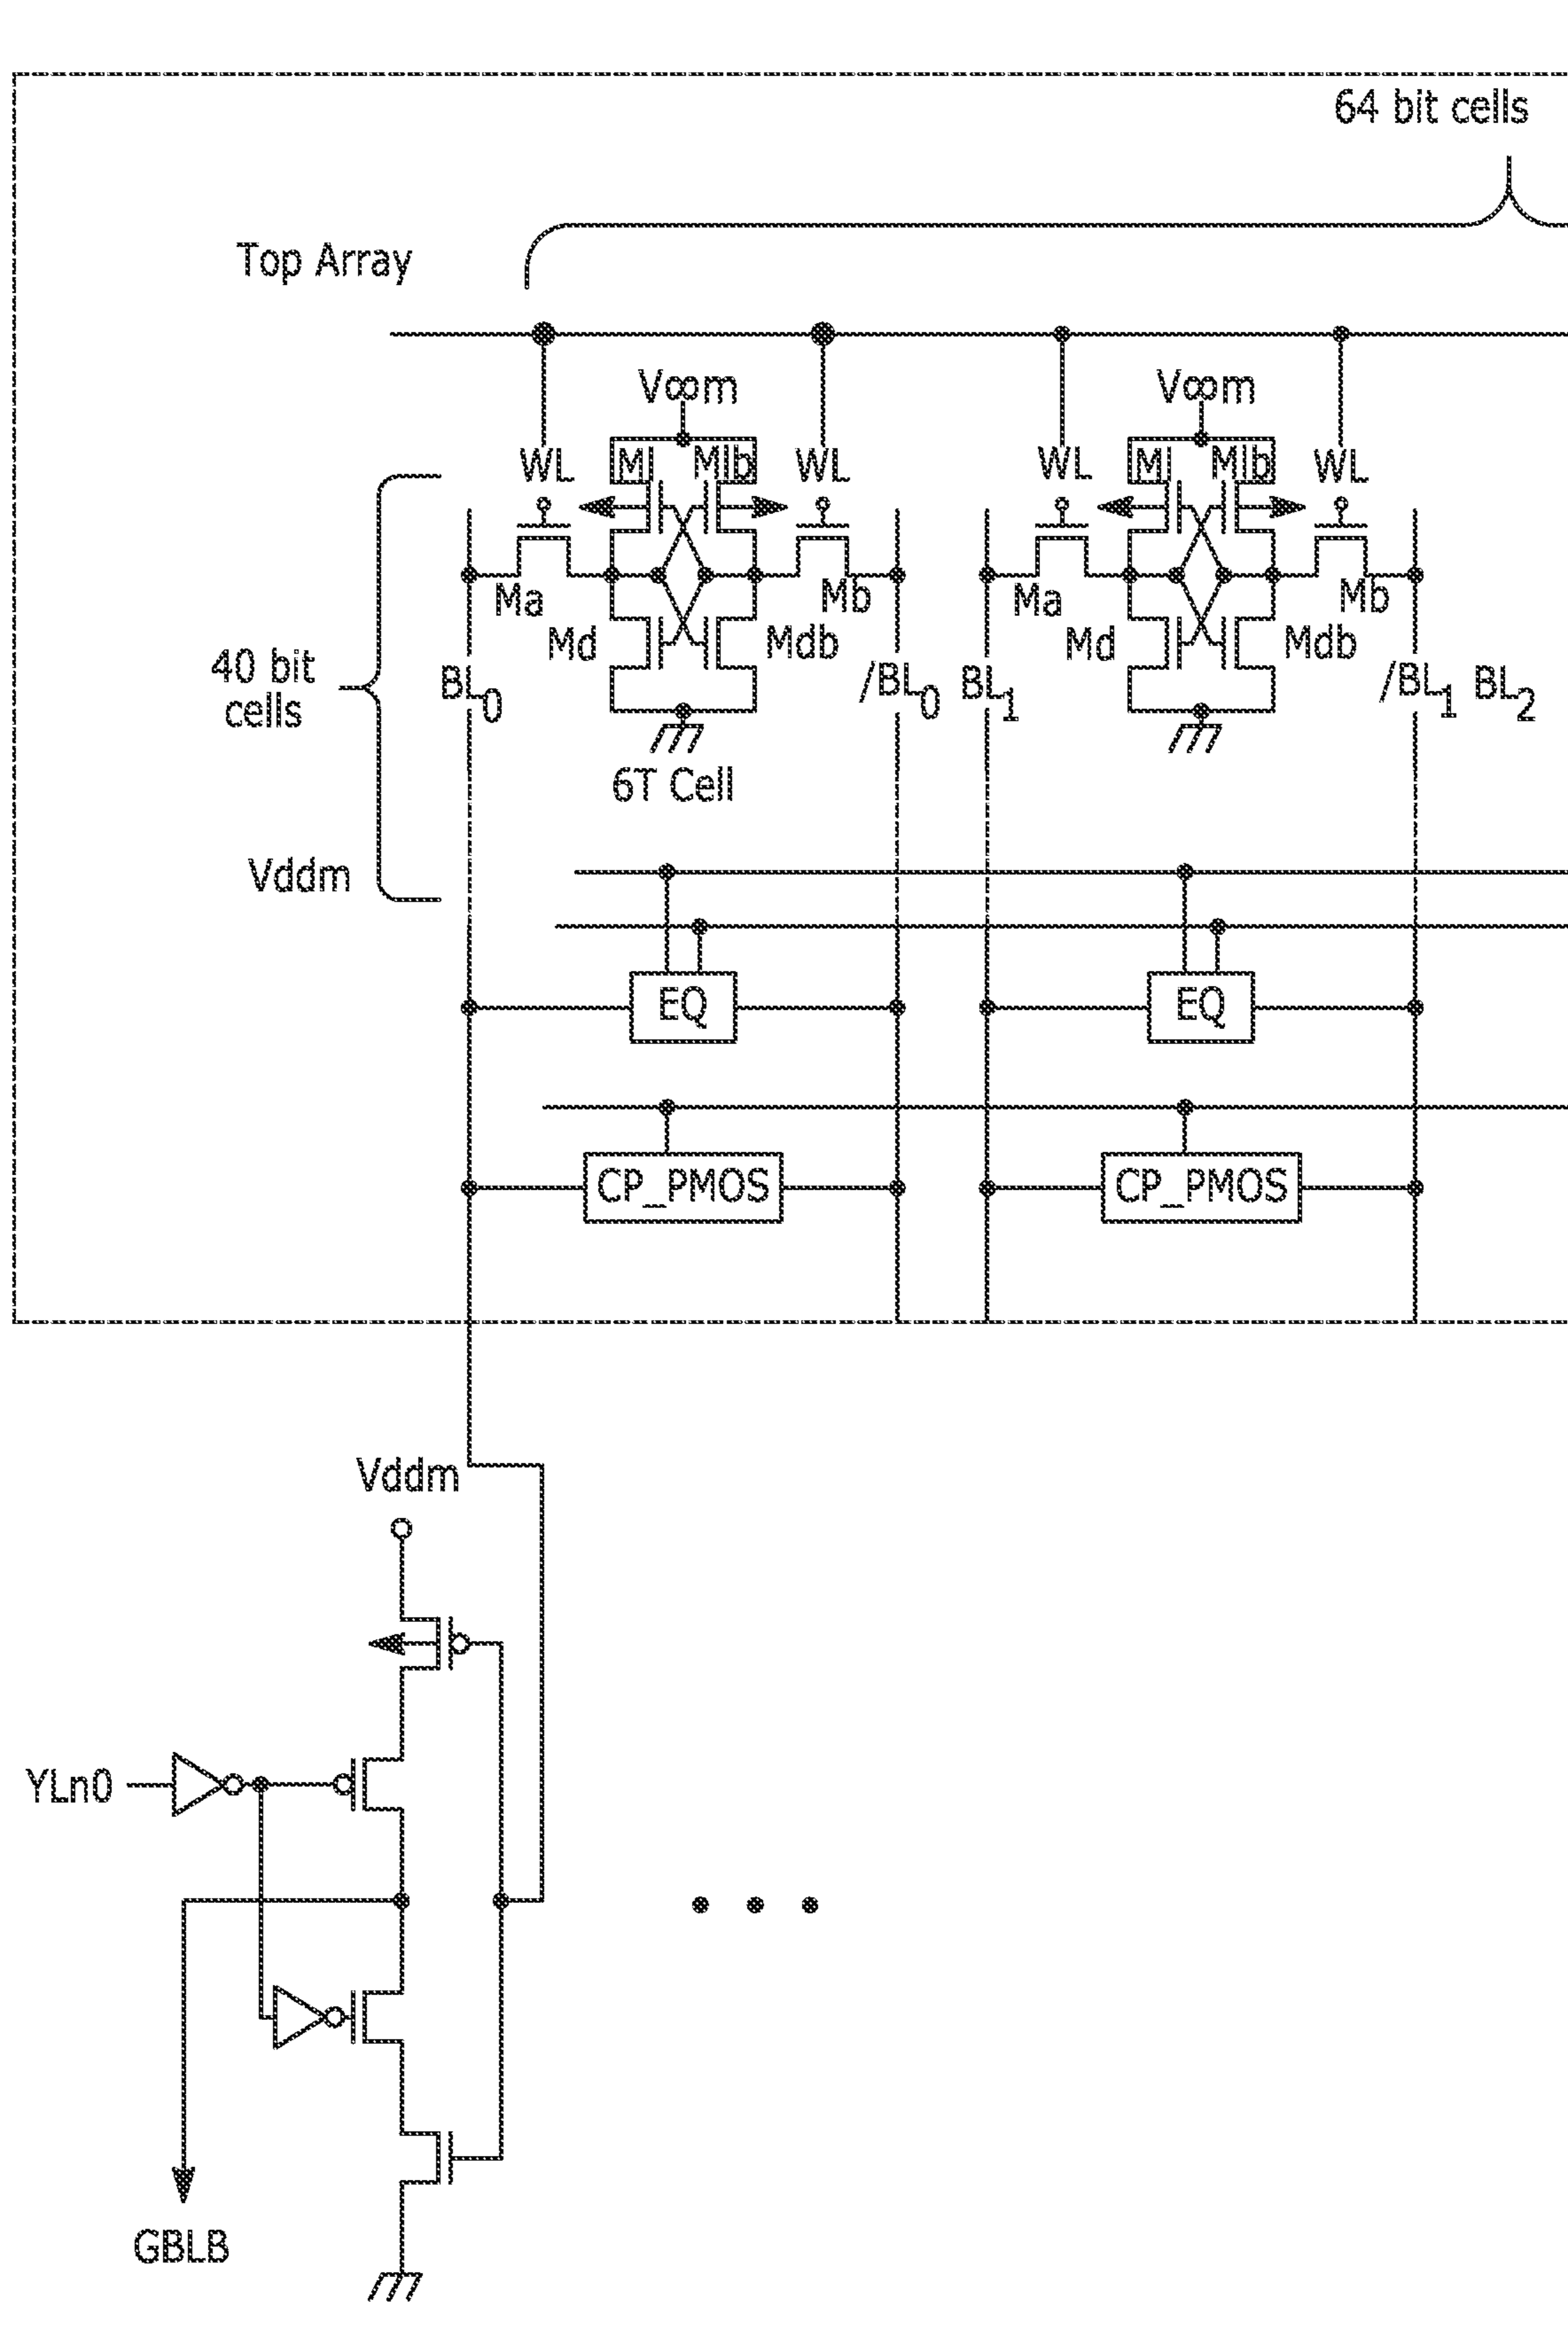 64 bit cells
Top Array
V∞m V∞m
WL Ml Mlb WL WL Ml Mlb WL
Ma Mb Ma Mb
Md Mdb Md Mdb
40 bit
cells
BL0 /BL0 BL1 /BL1 BL2
6T Cell
Vddm
EQ EQ
CP_PMOS CP_PMOS
Vddm
YLn0
GBLB